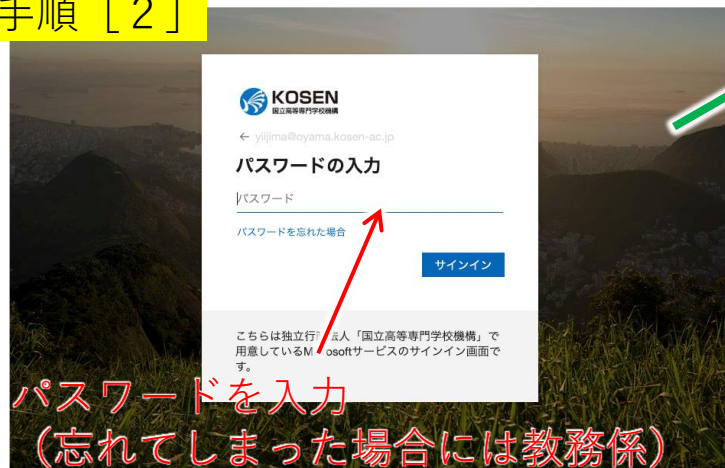 手順［２］
KOSEN
国立高等専門学校機構
← yiijima@oyama.kosen-ac.jp
パスワードの入力
パスワード
パスワードを忘れた場合
サインイン
こちらは独立行 法人「国立高等専門学校機構」で
用意しているM osoftサービスのサインイン画面で
す。
パスワードを入力
（忘れてしまった場合には教務係）